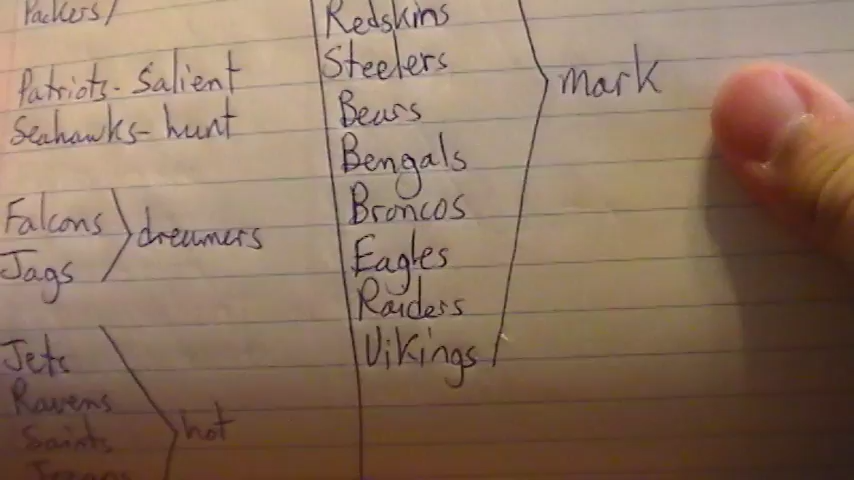 Packers/
Patriots- Salient
Seahawks- hunt
Falcons
Jags
dreamers
Jets
Ravens
Saints
Texans
hot
Redskins
Steelers
Bears
Bengals
Broncos
Eagles
Raiders
Vikings
mark